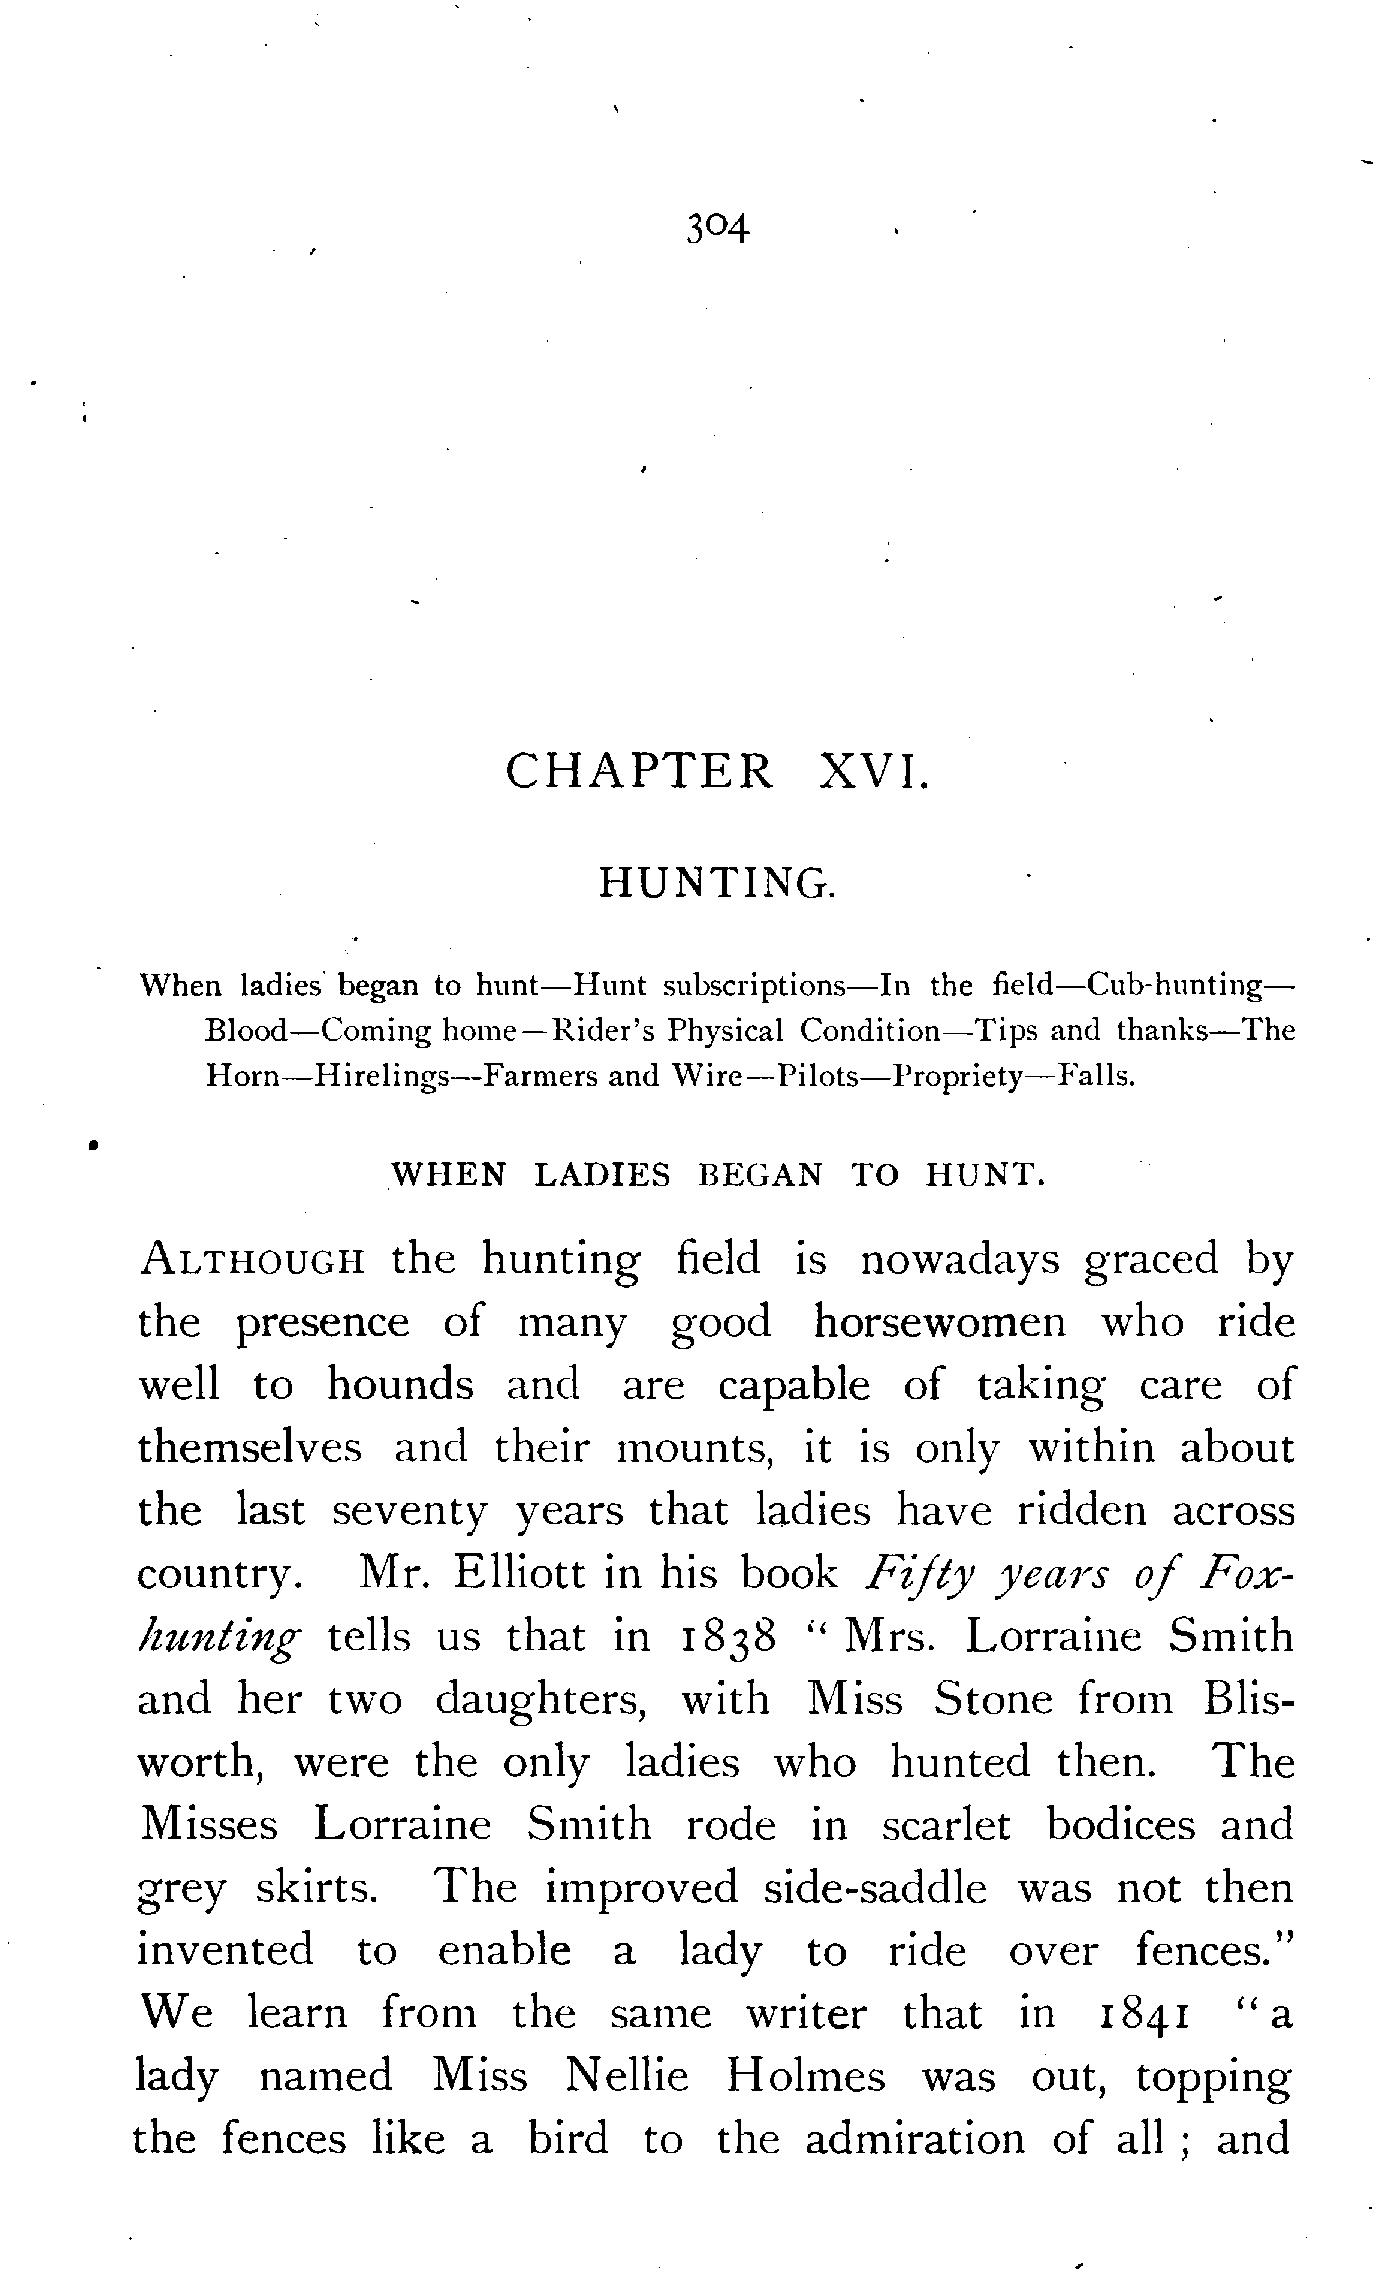 304
CHAPTER XVI.
HUNTING.
When ladies began to hunt—Hunt subscriptions—In the field—Cub-hunting—
Blood—Coming home—Rider's Physical Condition—Tips and thanks—The
Horn—Hirelings—Farmers and Wire—Pilots—Propriety—Falls.
WHEN LADIES BEGAN TO HUNT.
ALTHOUGH the hunting field is nowadays graced by
the presence of many good horsewomen who ride
well to hounds and are capable of taking care of
themselves and their mounts, it is only within about
the last seventy years that ladies have ridden across
country. Mr. Elliott in his book Fifty years of Fox-
hunting tells us that in 1838 " Mrs. Lorraine Smith
and her two daughters, with Miss Stone from Blis-
worth, were the only ladies who hunted then. The
Misses Lorraine Smith rode in scarlet bodices and
grey skirts. The improved side-saddle was not then
invented to enable a lady to ride over fences."
We learn from the same writer that in 1841 " a
lady named Miss Nellie Holmes was out, topping
the fences like a bird to the admiration of all ; and